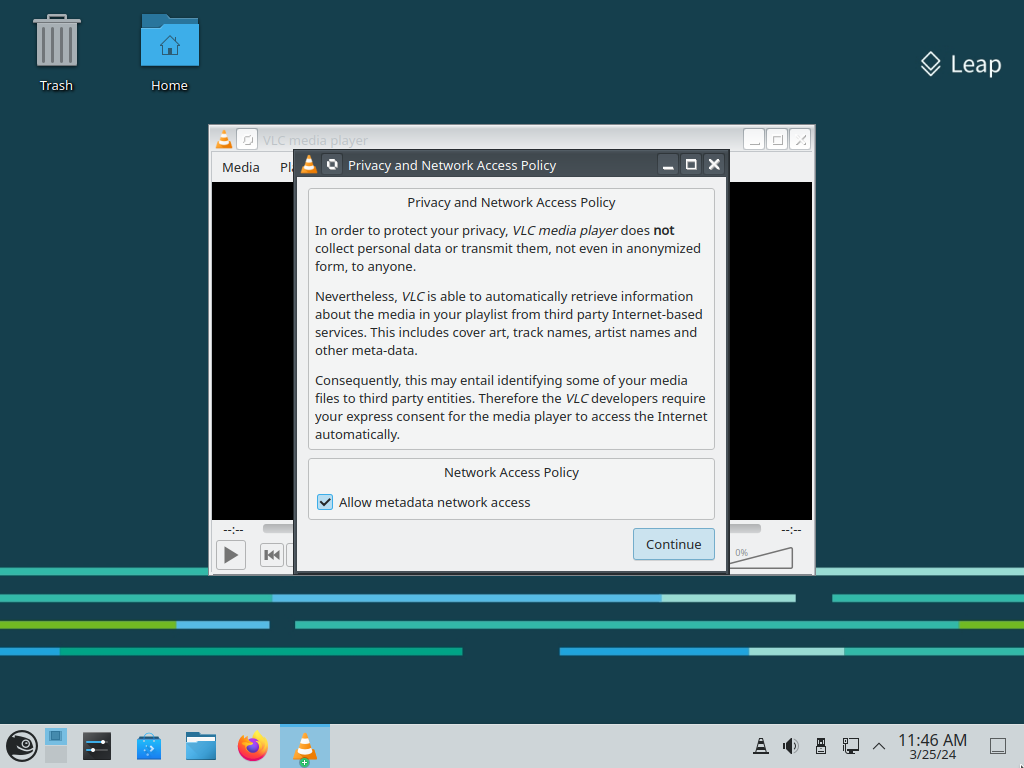 Trash
Home
Leap
VLC media player
Media
Pl
Privacy and Network Access Policy
Privacy and Network Access Policy
In order to protect your privacy, VLC media player does not
collect personal data or transmit them, not even in anonymized
form, to anyone.
Nevertheless, VLC is able to automatically retrieve information
about the media in your playlist from third party Internet-based
services. This includes cover art, track names, artist names and
other meta-data.
Consequently, this may entail identifying some of your media
files to third party entities. Therefore the VLC developers require
your express consent for the media player to access the Internet
automatically.
Network Access Policy
Allow metadata network access
--:--
--:--
Continue
0%
11:46 AM
3/25/24